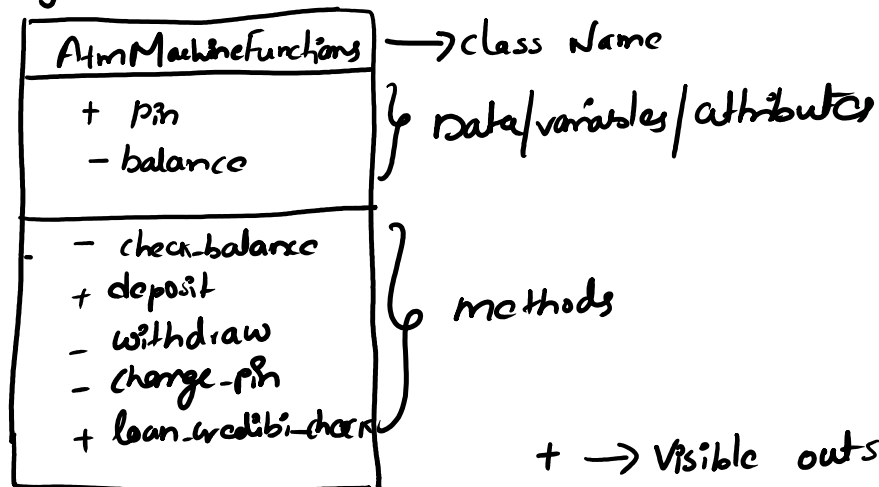 AtmMachineFunctions → class Name
+ pin
- balance
Data/variables/attributes
- check_balance
+ deposit
- withdraw
- change_pin
+ loan_credibi_check
methods
+ → Visible outs